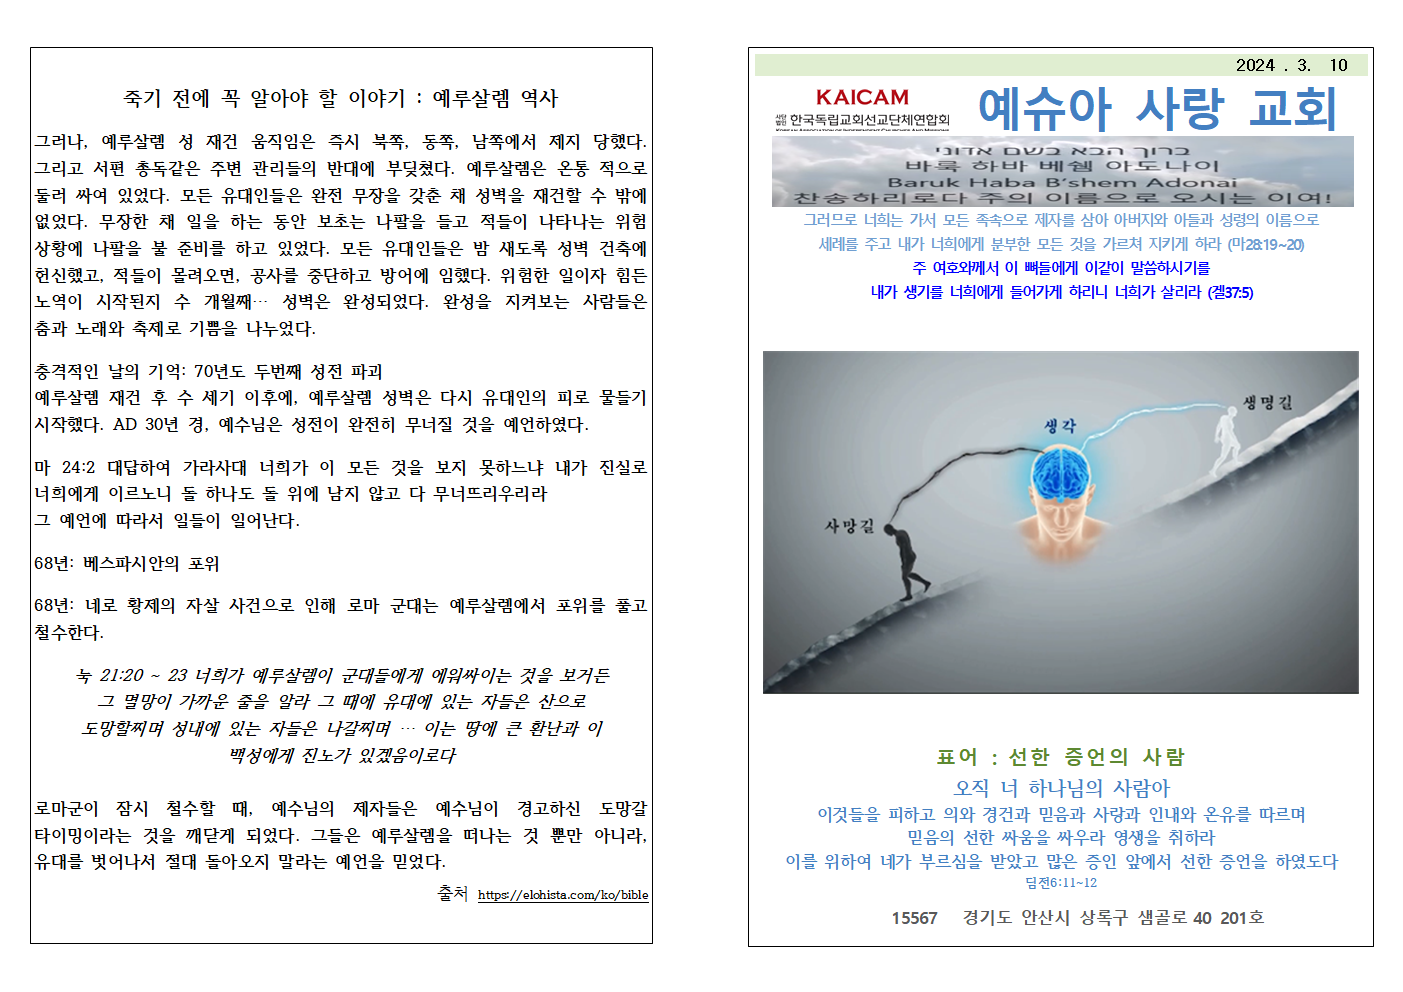 죽기 전에 꼭 알아야 할 이야기 : 예루살렘 역사
그러나, 예루살렘 성 재건 움직임은 즉시 북쪽, 동쪽, 남쪽에서 제지 당했다.
그리고 서편 총독같은 주변 관리들의 반대에 부딪쳤다. 예루살렘은 온통 적으로
둘러 싸여 있었다. 모든 유대인들은 완전 무장을 갖춘 채 성벽을 재건할 수 밖에
없었다. 무장한 채 일을 하는 동안 보초는 나팔을 들고 적들이 나타나는 위험
상황에 나팔을 불 준비를 하고 있었다. 모든 유대인들은 밤 새도록 성벽 건축에
헌신했고, 적들이 몰려오면, 공사를 중단하고 방어에 임했다. 위험한 일이자 힘든
노역이 시작된지 수 개월째… 성벽은 완성되었다. 완성을 지켜보는 사람들은
춤과 노래와 축제로 기쁨을 나누었다.
충격적인 날의 기억: 70년도 두번째 성전 파괴
예루살렘 재건 후 수 세기 이후에, 예루살렘 성벽은 다시 유대인의 피로 물들기
시작했다. AD 30년 경, 예수님은 성전이 완전히 무너질 것을 예언하였다.
마 24:2 대답하여 가라사대 너희가 이 모든 것을 보지 못하느냐 내가 진실로
너희에게 이르노니 돌 하나도 돌 위에 남지 않고 다 무너뜨리우리라
그 예언에 따라서 일들이 일어난다.
68년: 베스파시안의 포위
68년: 네로 황제의 자살 사건으로 인해 로마 군대는 예루살렘에서 포위를 풀고
철수한다.
눅 21:20 ~ 23 너희가 예루살렘이 군대들에게 에워싸이는 것을 보거든
그 멸망이 가까운 줄을 알라 그 때에 유대에 있는 자들은 산으로
도망할찌며 성내에 있는 자들은 나갈찌며 … 이는 땅에 큰 환난과 이
백성에게 진노가 있겠음이로다
로마군이 잠시 철수할 때, 예수님의 제자들은 예수님이 경고하신 도망갈
타이밍이라는 것을 깨닫게 되었다. 그들은 예루살렘을 떠나는 것 뿐만 아니라,
유대를 벗어나서 절대 돌아오지 말라는 예언을 믿었다.
출처 https://elohista.com/ko/bible
2024 . 3. 10
KAICAM
사단법인 한국독립교회선교단체연합회
KOREAN ASSOCIATION OF INDEPENDENT CHURCHES AND MISSIONS
예슈아 사랑 교회
ברוך הבא בשם אדוני
바룩 하바 베쉠 아도나이
Baruk Haba B'shem Adonai
찬송하리로다 주의 이름으로 오시는 이여!
그러므로 너희는 가서 모든 족속으로 제자를 삼아 아버지와 아들과 성령의 이름으로
세례를 주고 내가 너희에게 분부한 모든 것을 가르쳐 지키게 하라 (마28:19~20)
주 여호와께서 이 뼈들에게 이같이 말씀하시기를
내가 생기를 너희에게 들어가게 하리니 너희가 살리라 (겔37:5)
생명길
생각
사망길
표어 : 선한 증언의 사람
오직 너 하나님의 사람아
이것들을 피하고 의와 경건과 믿음과 사랑과 인내와 온유를 따르며
믿음의 선한 싸움을 싸우라 영생을 취하라
이를 위하여 네가 부르심을 받았고 많은 증인 앞에서 선한 증언을 하였도다
딤전6:11~12
15567 경기도 안산시 상록구 샘골로 40 201호